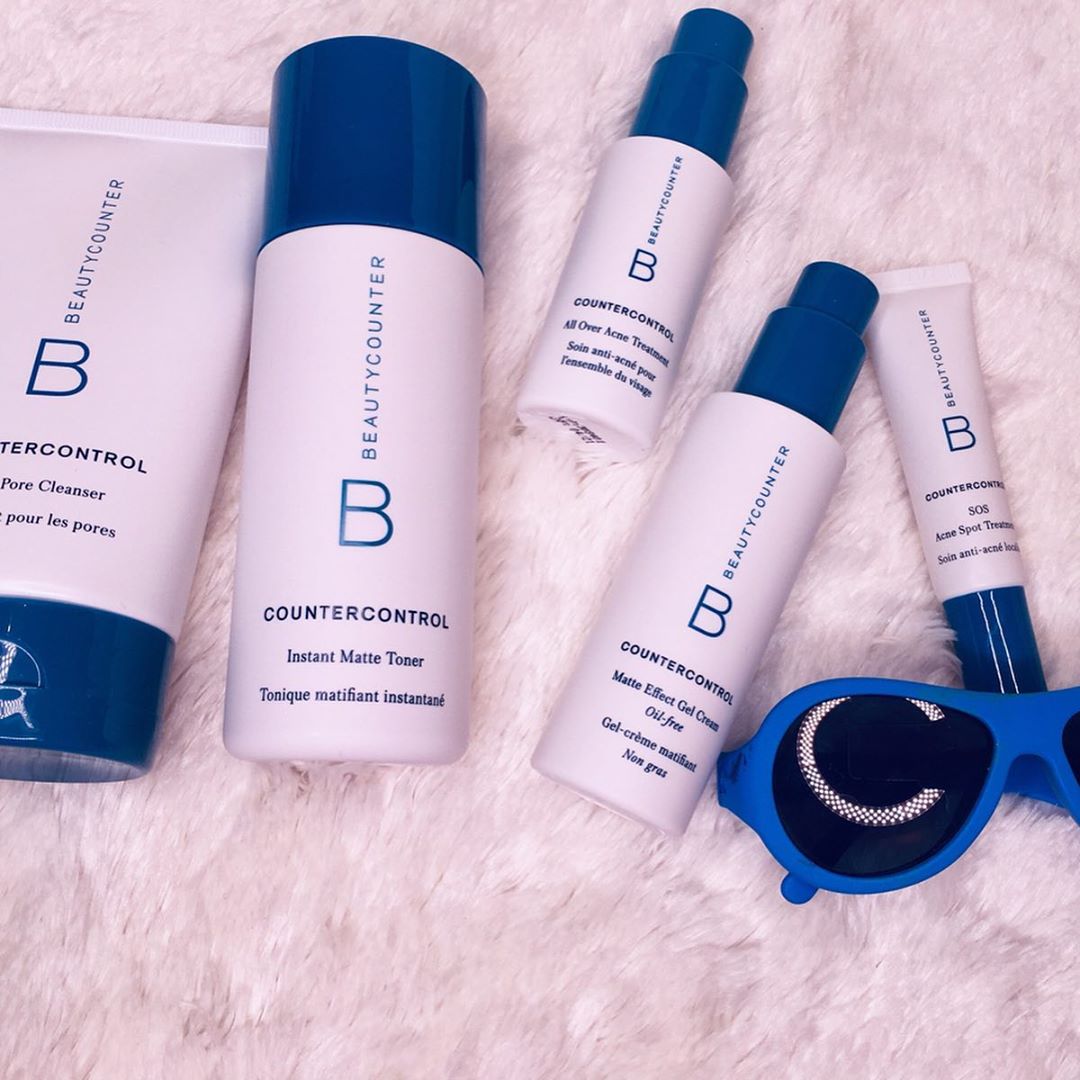 BEAUTYCOUNTER
B
TERCONTROL
Pore Cleanser
t pour les pores
BEAUTYCOUNTER
B
COUNTERCONTROL
Instant Matte Toner
Tonique matifiant instantané
BEAUTYCOUNTER
B
COUNTERCONTROL
All Over Acne Treatment
Soin anti-acné pour
l'ensemble du visage
BEAUTYCOUNTER
B
COUNTERCONTROL
Matte Effect Gel Cream
Oil-free
Gel-crème matifiant
Non gras
BEAUTYCOUNTER
B
COUNTERCONTROL
SOS
Acne Spot Treatme
Soin anti-acné local